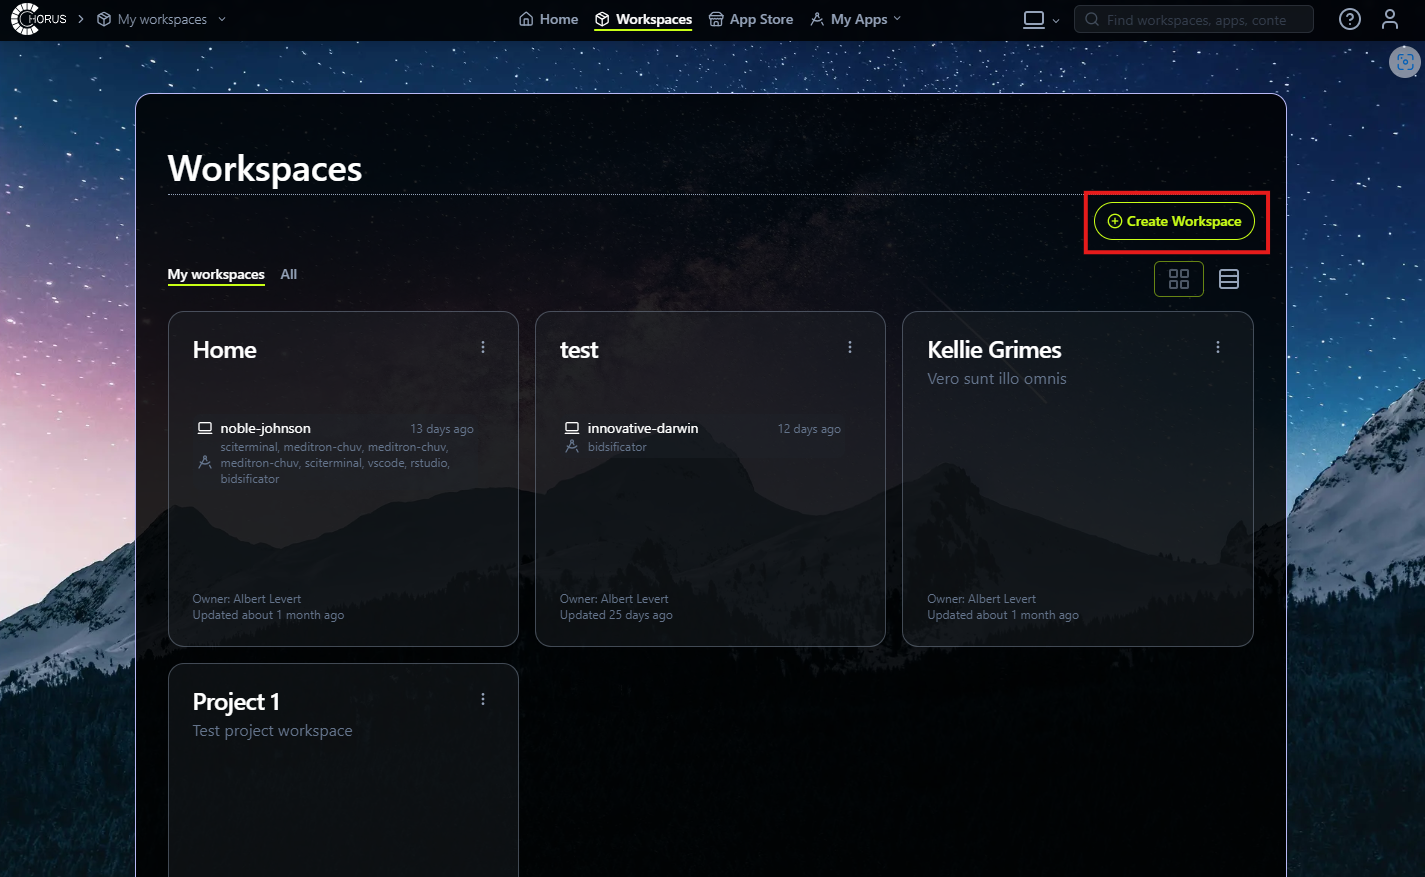 CHORUS
My workspaces
Home
Workspaces
App Store
My Apps
Find workspaces, apps, conte
Workspaces
Create Workspace
My workspaces
All
Home
noble-johnson
13 days ago
sciterminal, meditron-chuv, meditron-chuv,
meditron-chuv, sciterminal, vscode, rstudio,
bidsificator
Owner: Albert Levert
Updated about 1 month ago
test
innovative-darwin
12 days ago
bidsificator
Owner: Albert Levert
Updated 25 days ago
Kellie Grimes
Vero sunt illo omnis
Owner: Albert Levert
Updated about 1 month ago
Project 1
Test project workspace